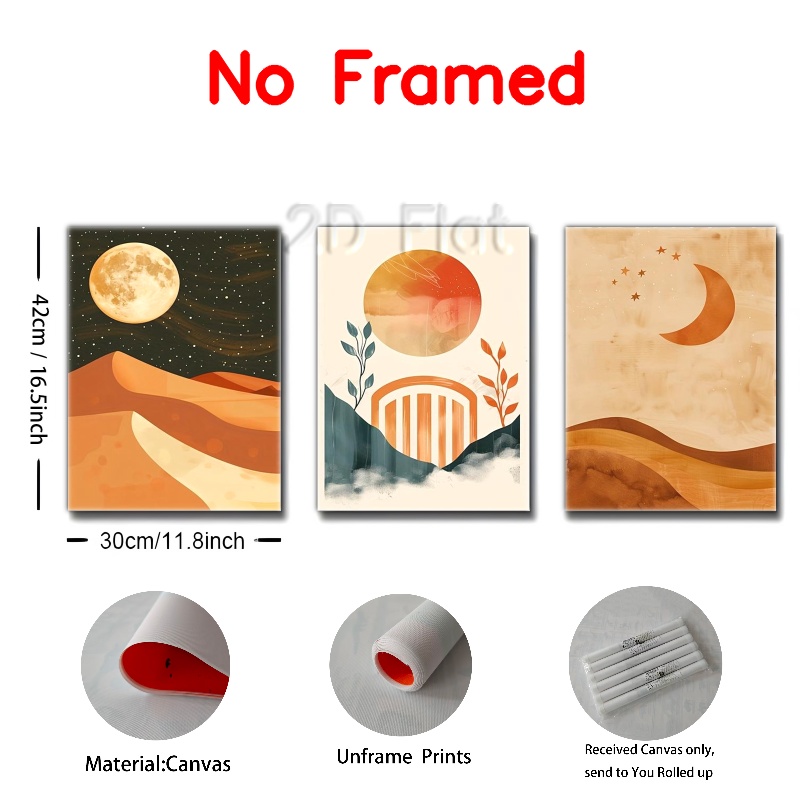 No Framed
2D Flat
42cm / 16.5inch
30cm/11.8inch
Material:Canvas
Unframe Prints
Received Canvas only,
send to You Rolled up